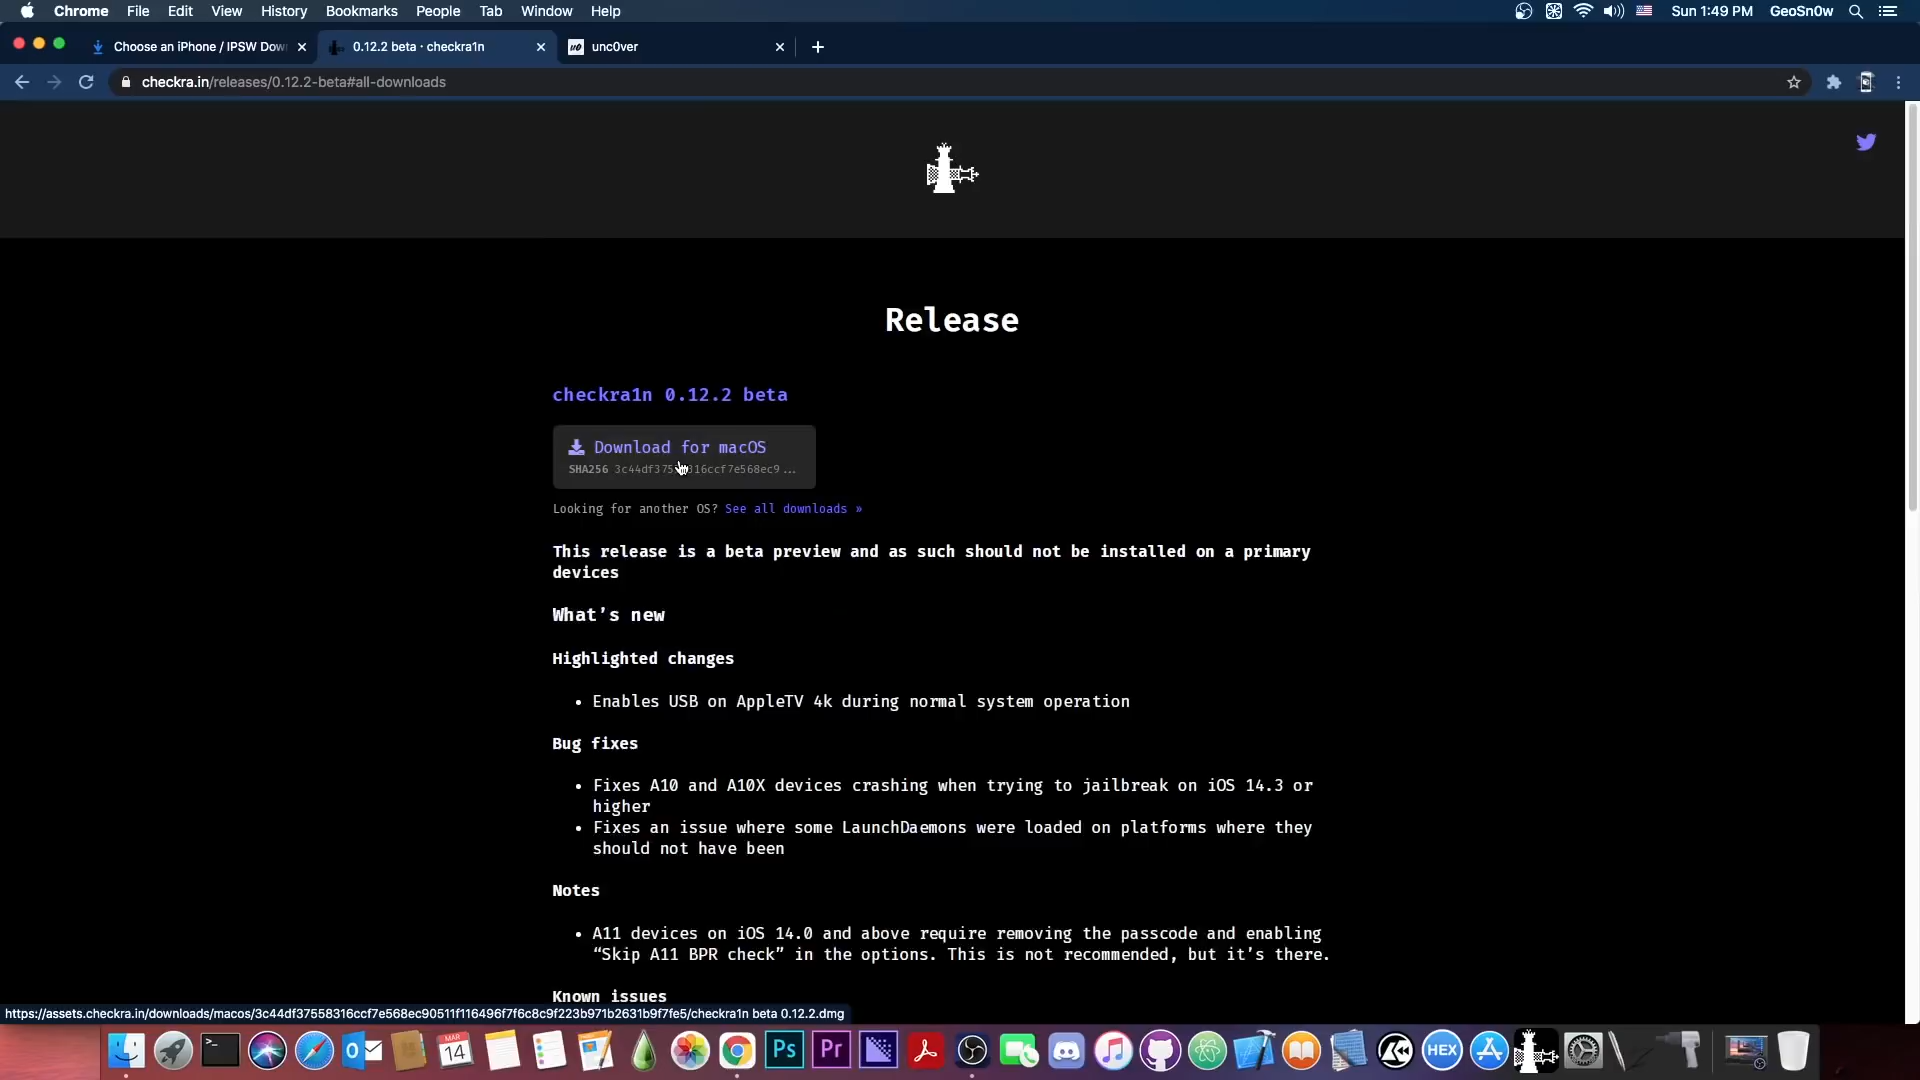 Chrome File Edit View History Bookmarks People Tab Window Help Sun 1:49 PM GeoSn0w
Choose an iPhone / IPSW Dow 0.12.2 beta · checkra1n unc0ver
checkra.in/releases/0.12.2-beta#all-downloads
Release
checkra1n 0.12.2 beta
Download for macOS
SHA256 3c44df375 316ccf7e568ec9...
Looking for another OS? See all downloads »
This release is a beta preview and as such should not be installed on a primary
devices
What's new
Highlighted changes
• Enables USB on AppleTV 4k during normal system operation
Bug fixes
• Fixes A10 and A10X devices crashing when trying to jailbreak on iOS 14.3 or
higher
• Fixes an issue where some LaunchDaemons were loaded on platforms where they
should not have been
Notes
• A11 devices on iOS 14.0 and above require removing the passcode and enabling
“Skip A11 BPR check” in the options. This is not recommended, but it's there.
Known issues
https://assets.checkra.in/downloads/macos/3c44df37558316ccf7e568ec90511f116496f7f6c8c9f223b971b2631b9f7fe5/checkra1n beta 0.12.2.dmg
MAR
14
Ps
Pr
HEX